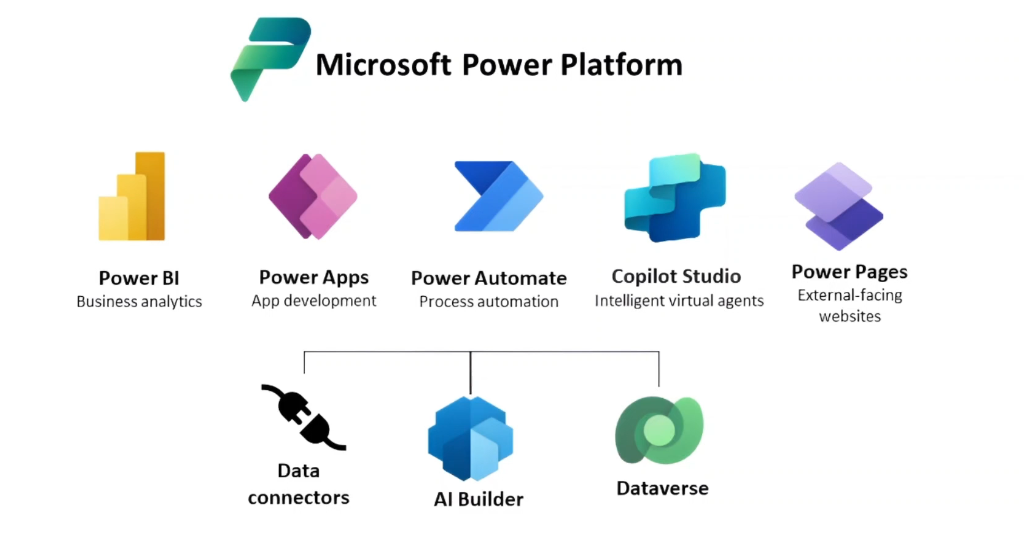 Microsoft Power Platform
Power BI
Business analytics
Power Apps
App development
Power Automate
Process automation
Copilot Studio
Intelligent virtual agents
Power Pages
External-facing
websites
Data
connectors
AI Builder
Dataverse